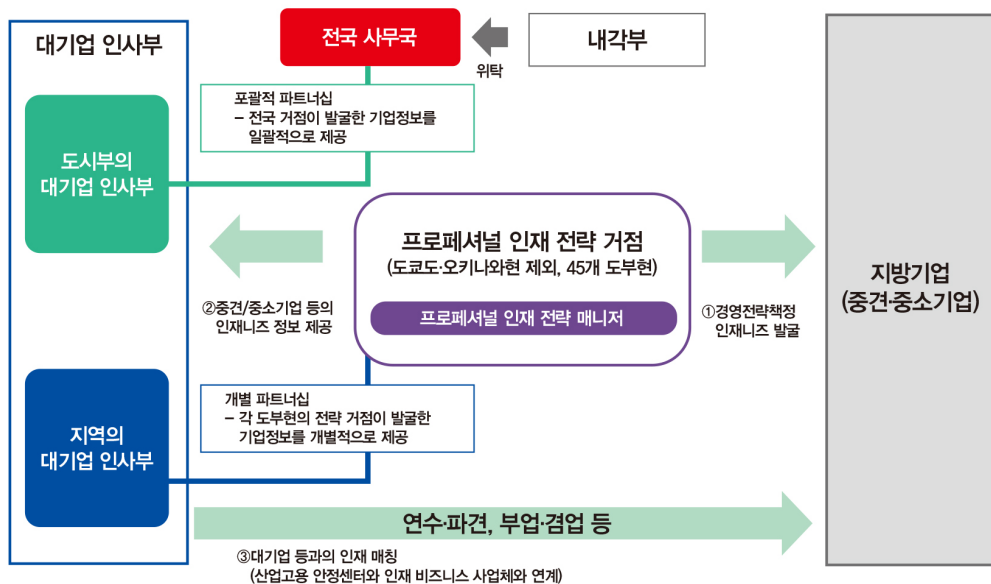 대기업 인사부
전국 사무국
위탁
내각부
포괄적 파트너십
– 전국 거점이 발굴한 기업정보를
일괄적으로 제공
도시부의
대기업 인사부
프로페셔널 인재 전략 거점
(도쿄도·오키나와현 제외, 45개 도부현)
프로페셔널 인재 전략 매니저
②중견/중소기업 등의
인재니즈 정보 제공
①경영전략책정
인재니즈 발굴
지방기업
(중견·중소기업)
개별 파트너십
– 각 도부현의 전략 거점이 발굴한
기업정보를 개별적으로 제공
지역의
대기업 인사부
연수·파견, 부업·겸업 등
③대기업 등과의 인재 매칭
(산업고용 안정센터와 인재 비즈니스 사업체와 연계)